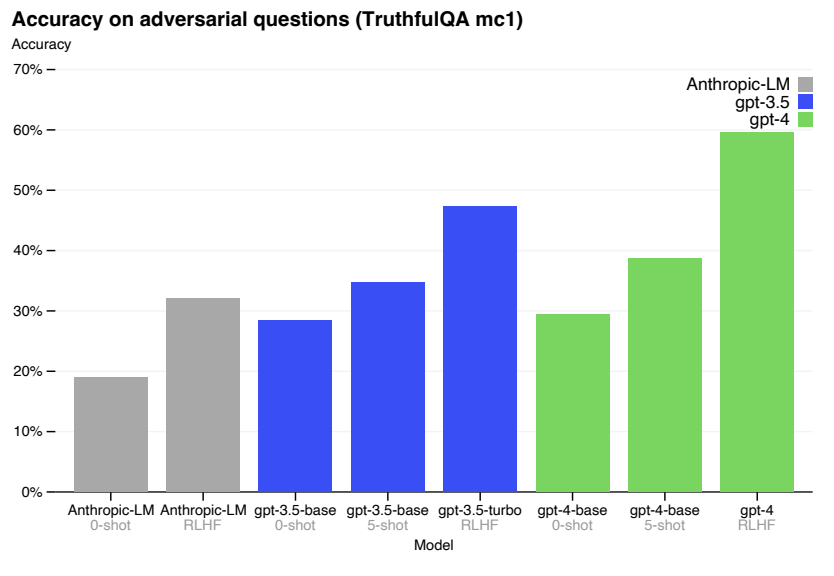 Accuracy on adversarial questions (TruthfulQA mc1)
Accuracy
70%
Anthropic-LM
gpt-3.5
gpt-4
60%
50%
40%
30%
20%
10%
0%
Anthropic-LM Anthropic-LM gpt-3.5-base gpt-3.5-base gpt-3.5-turbo gpt-4-base gpt-4-base gpt-4
0-shot RLHF 0-shot 5-shot RLHF 0-shot 5-shot RLHF
Model